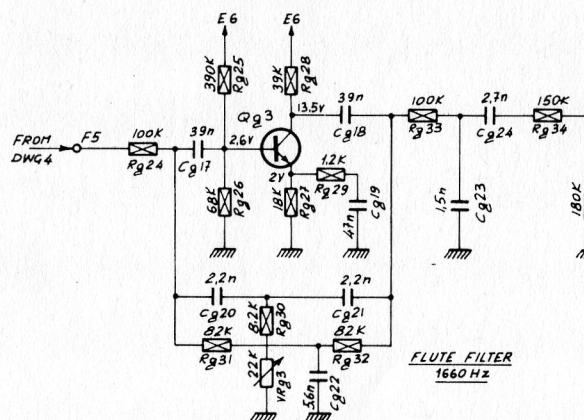 E6
E6
390K
Rg25
39K
Rg28
Qg3
13.5V
39n
Cg18
100K
Rg33
2,7n
Cg24
150K
Rg34
FROM
DWG4
F5
100K
Rg24
39n
Cg17
2,6V
2V
1.2K
Rg29
68K
Rg26
18K
Rg27
47n
Cg19
1,5n
Cg23
180K
2,2n
Cg20
8.2K
Rg30
2,2n
Cg21
82K
Rg31
82K
Rg32
22K
VRg3
5.6n
Cg22
FLUTE FILTER
1660 Hz